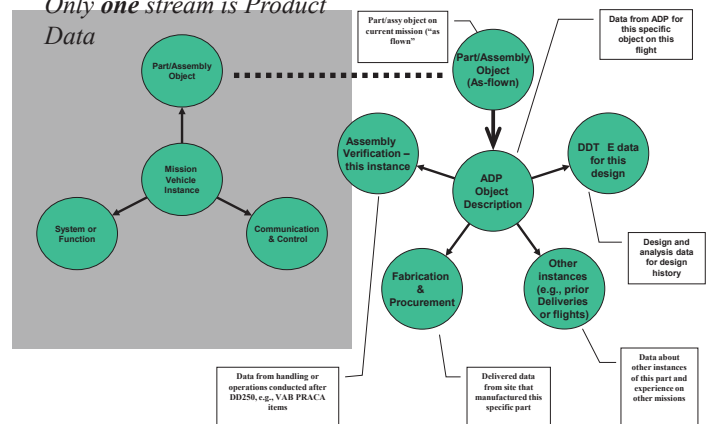 Only one stream is Product
Data
Part/Assembly
Object
Mission
Vehicle
Instance
System or
Function
Communication
& Control
Part/assy object on
current mission ("as
flown"
Part/Assembly
Object
(As-flown)
Data from ADP for
this specific
object on this
flight
Assembly
Verification –
this instance
ADP
Object
Description
DDT E data
for this
design
Fabrication
&
Procurement
Other
instances
(e.g., prior
Deliveries
or flights)
Design and
analysis data
for design
history
Data from handling or
operations conducted after
DD250, e.g., VAB PRACA
items
Delivered data
from site that
manufactured this
specific part
Data about
other instances
of this part and
experience on
other missions